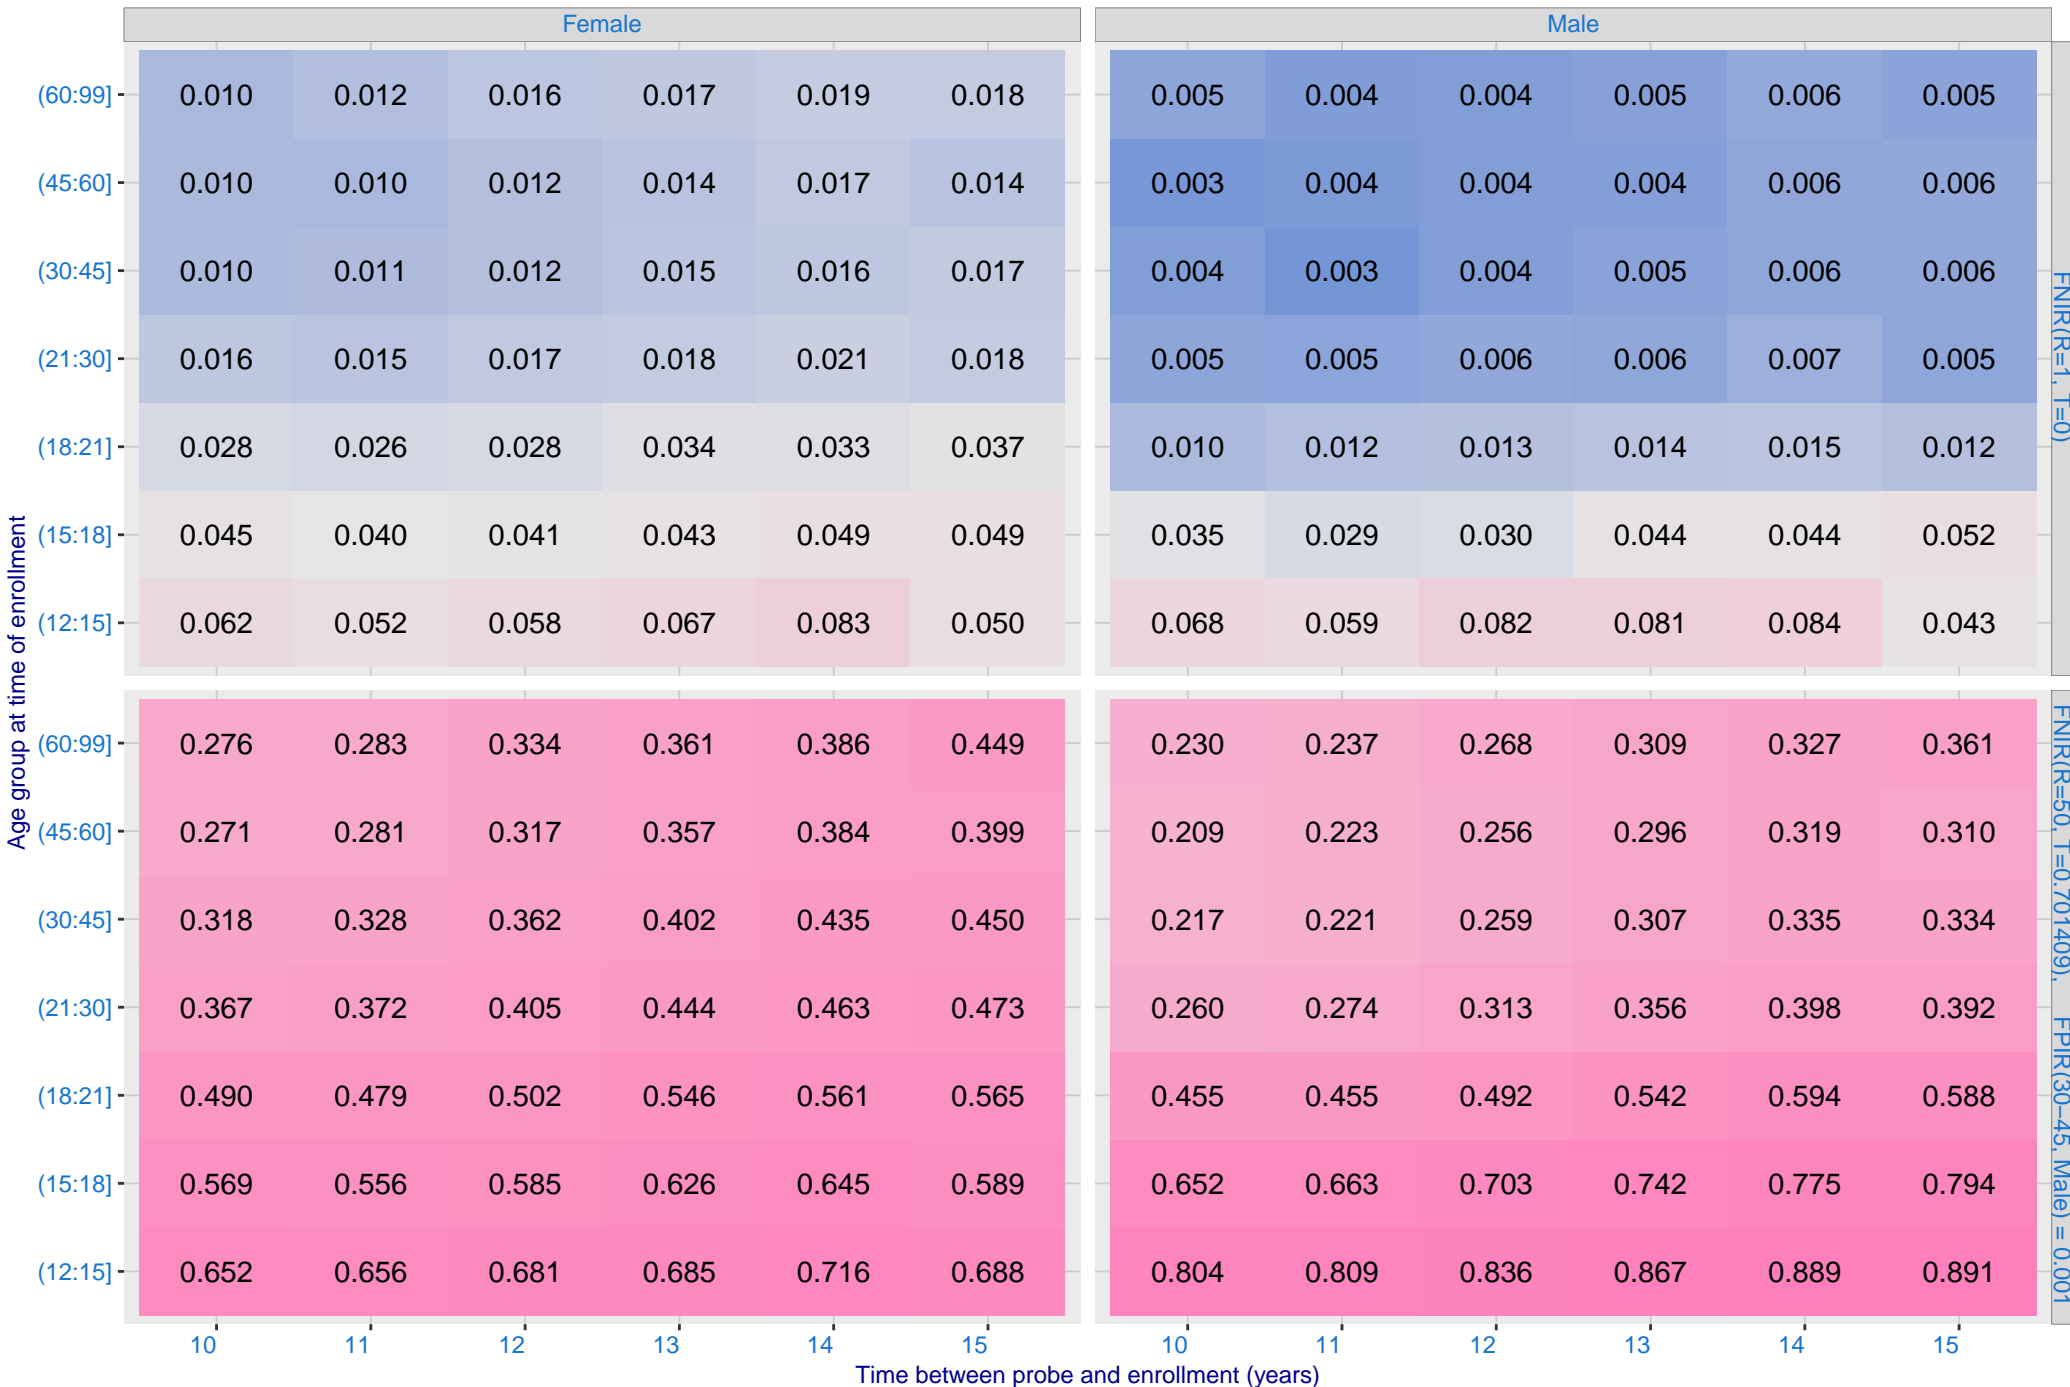 Female
Male
(60:99] 0.010 0.012 0.016 0.017 0.019 0.018 0.005 0.004 0.004 0.005 0.006 0.005
(45:60] 0.010 0.010 0.012 0.014 0.017 0.014 0.003 0.004 0.004 0.004 0.006 0.006
(30:45] 0.010 0.011 0.012 0.015 0.016 0.017 0.004 0.003 0.004 0.005 0.006 0.006
(21:30] 0.016 0.015 0.017 0.018 0.021 0.018 0.005 0.005 0.006 0.006 0.007 0.005
(18:21] 0.028 0.026 0.028 0.034 0.033 0.037 0.010 0.012 0.013 0.014 0.015 0.012
(15:18] 0.045 0.040 0.041 0.043 0.049 0.049 0.035 0.029 0.030 0.044 0.044 0.052
(12:15] 0.062 0.052 0.058 0.067 0.083 0.050 0.068 0.059 0.082 0.081 0.084 0.043
FNIR(R=1, T=0)
Age group at time of enrollment
(60:99] 0.276 0.283 0.334 0.361 0.386 0.449 0.230 0.237 0.268 0.309 0.327 0.361
(45:60] 0.271 0.281 0.317 0.357 0.384 0.399 0.209 0.223 0.256 0.296 0.319 0.310
(30:45] 0.318 0.328 0.362 0.402 0.435 0.450 0.217 0.221 0.259 0.307 0.335 0.334
(21:30] 0.367 0.372 0.405 0.444 0.463 0.473 0.260 0.274 0.313 0.356 0.398 0.392
(18:21] 0.490 0.479 0.502 0.546 0.561 0.565 0.455 0.455 0.492 0.542 0.594 0.588
(15:18] 0.569 0.556 0.585 0.626 0.645 0.589 0.652 0.663 0.703 0.742 0.775 0.794
(12:15] 0.652 0.656 0.681 0.685 0.716 0.688 0.804 0.809 0.836 0.867 0.889 0.891
FNIR(R=50, T=0.701409), FPIR(30−45, Male) = 0.001
10 11 12 13 14 15 10 11 12 13 14 15
Time between probe and enrollment (years)